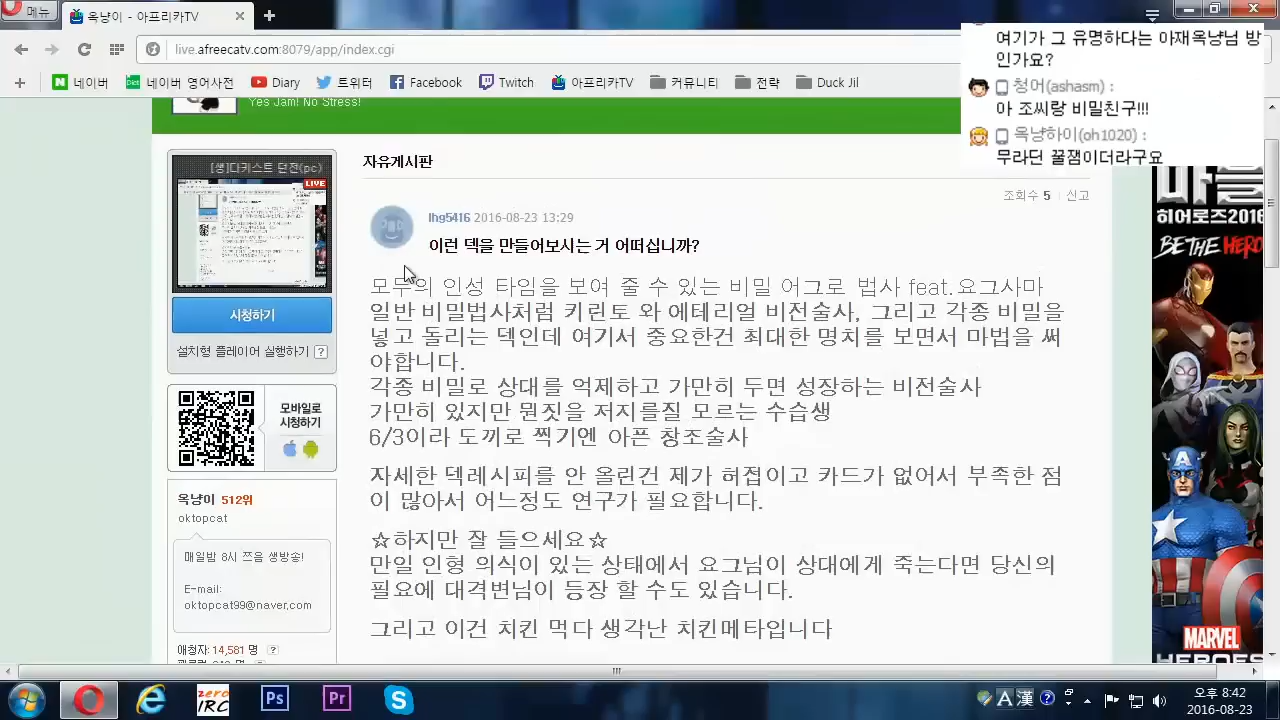 메뉴
옥냥이 - 아프리카TV
live.afreecatv.com:8079/app/index.cgi
네이버
네이버 영어사전
Diary
트위터
Facebook
Twitch
아프리카TV
커뮤니티
전략
Duck Jil
여기가 그 유명하다는 아재옥냥님 방
인가요?
청어(ashasm) :
아 조씨랑 비밀친구!!!
옥냥하이(oh1020) :
무라던 꿀잼이더라구요
Yes Jam! No Stress!
[생]다키스트 던전(pc)
LIVE
시청하기
설치형 플레이어 실행하기 ?
모바일로
시청하기
옥냥이 512위
oktopcat
매일밤 8시 쯔음 생방송!
E-mail:
oktopcat99@naver.com
애청자: 14,581 명 ?
자유게시판
조회수 5 신고
lhg5416 2016-08-23 13:29
이런 덱을 만들어보시는 거 어떠십니까?
모두의 인성 타임을 보여 줄 수 있는 비밀 어그로 법사 feat.요그사마
일반 비밀법사처럼 키린토 와 에테리얼 비전술사, 그리고 각종 비밀을
넣고 돌리는 덱인데 여기서 중요한건 최대한 명치를 보면서 마법을 써
야합니다.
각종 비밀로 상대를 억제하고 가만히 두면 성장하는 비전술사
가만히 있지만 뭔짓을 저지를질 모르는 수습생
6/3이라 도끼로 찍기엔 아픈 창조술사
자세한 덱레시피를 안 올린건 제가 허접이고 카드가 없어서 부족한 점
이 많아서 어느정도 연구가 필요합니다.
☆하지만 잘 들으세요☆
만일 인형 의식이 있는 상태에서 요그님이 상대에게 죽는다면 당신의
필요에 대격변님이 등장 할 수도 있습니다.
그리고 이건 치킨 먹다 생각난 치킨메타입니다
히어로즈2016
BE THE HERO
MARVEL
HEROES
zero
IRC
Ps
Pr
A 漢
오후 8:42
2016-08-23